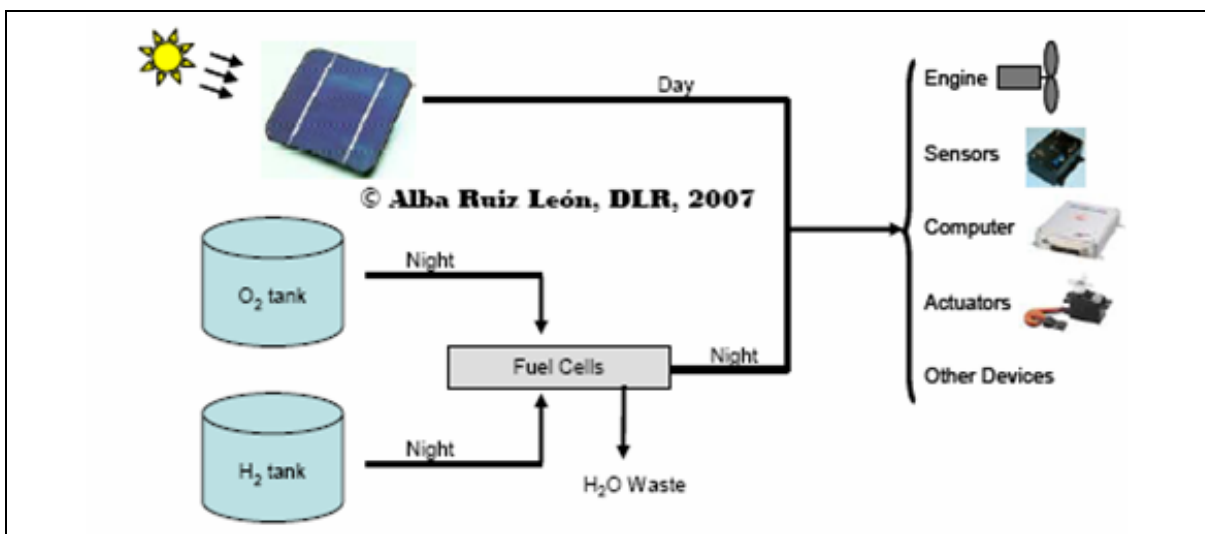 Day
Engine
Sensors
© Alba Ruiz León, DLR, 2007
Computer
Night
O₂ tank
Actuators
Fuel Cells
Night
Other Devices
Night
H₂ tank
H₂O Waste